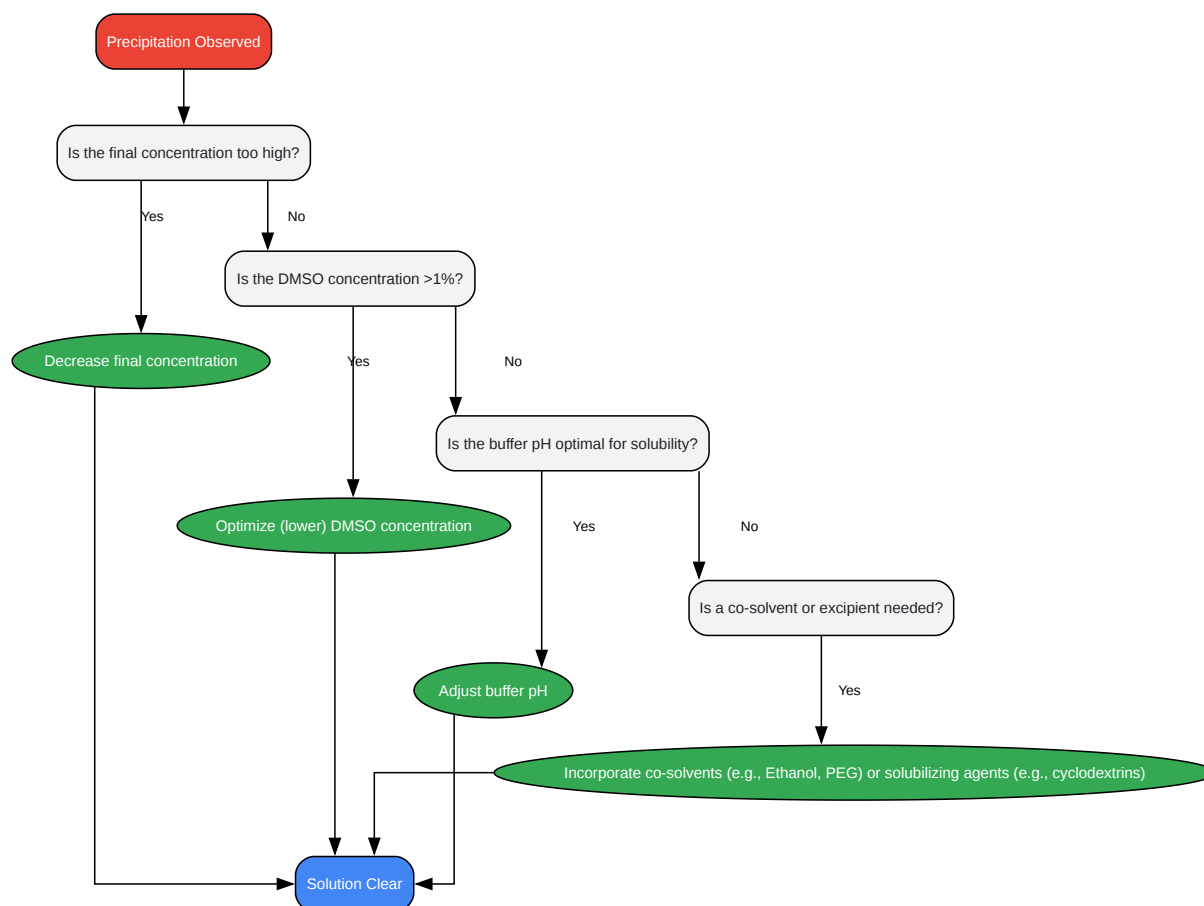 Precipitation Observed
Is the final concentration too high?
Yes
No
Is the DMSO concentration >1%?
Decrease final concentration
Yes
No
Is the buffer pH optimal for solubility?
Optimize (lower) DMSO concentration
Yes
No
Is a co-solvent or excipient needed?
Adjust buffer pH
Yes
Incorporate co-solvents (e.g., Ethanol, PEG) or solubilizing agents (e.g., cyclodextrins)
Solution Clear